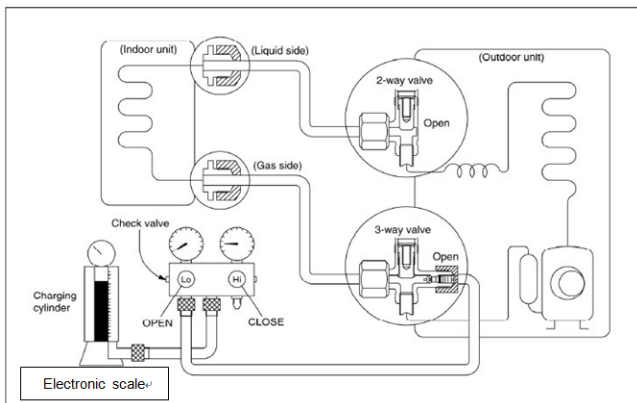 (Indoor unit)
(Liquid side)
2-way valve
(Outdoor unit)
Open
(Gas side)
3-way valve
Check valve
Open
Lo
Hi
Charging
cylinder
OPEN
CLOSE
Electronic scale